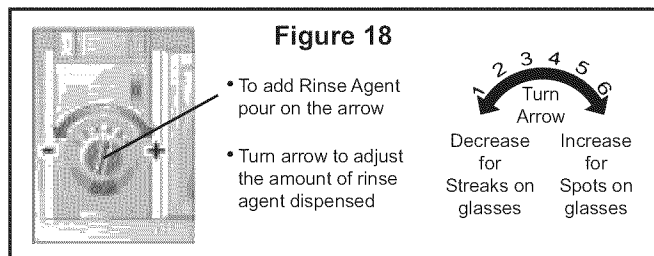 Figure 18
- +
• To add Rinse Agent
pour on the arrow
• Turn arrow to adjust
the amount of rinse
agent dispensed
1 2 3 4 5 6
Turn
Arrow
Decrease
for
Streaks on
glasses
Increase
for
Spots on
glasses